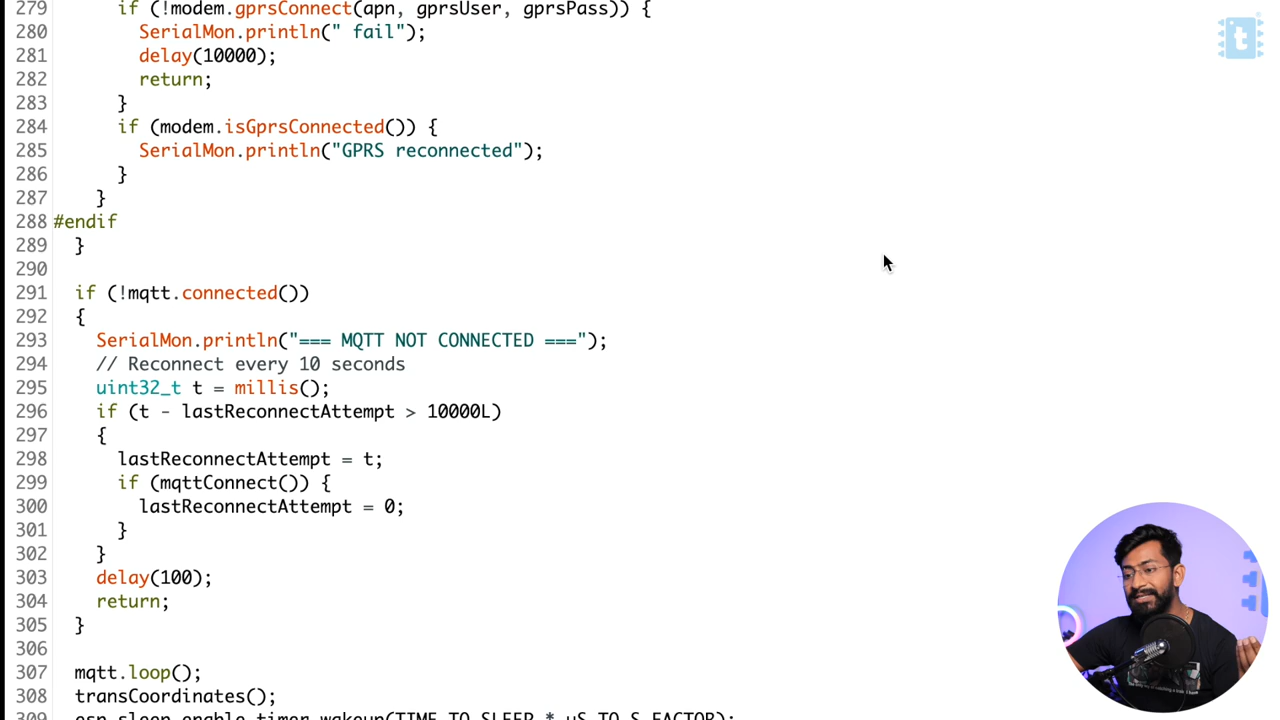 279 if (!modem.gprsConnect(apn, gprsUser, gprsPass)) {
280 SerialMon.println(" fail");
281 delay(10000);
282 return;
283 }
284 if (modem.isGprsConnected()) {
285 SerialMon.println("GPRS reconnected");
286 }
287 }
288 #endif
289 }
290
291 if (!mqtt.connected())
292 {
293 SerialMon.println("=== MQTT NOT CONNECTED ===");
294 // Reconnect every 10 seconds
295 uint32_t t = millis();
296 if (t - lastReconnectAttempt > 10000L)
297 {
298 lastReconnectAttempt = t;
299 if (mqttConnect()) {
300 lastReconnectAttempt = 0;
301 }
302 }
303 delay(100);
304 return;
305 }
306
307 mqtt.loop();
308 transCoordinates();
309 esp_sleep_enable_timer_wakeup(TIME_TO_SLEEP * uS_TO_S_FACTOR);
t